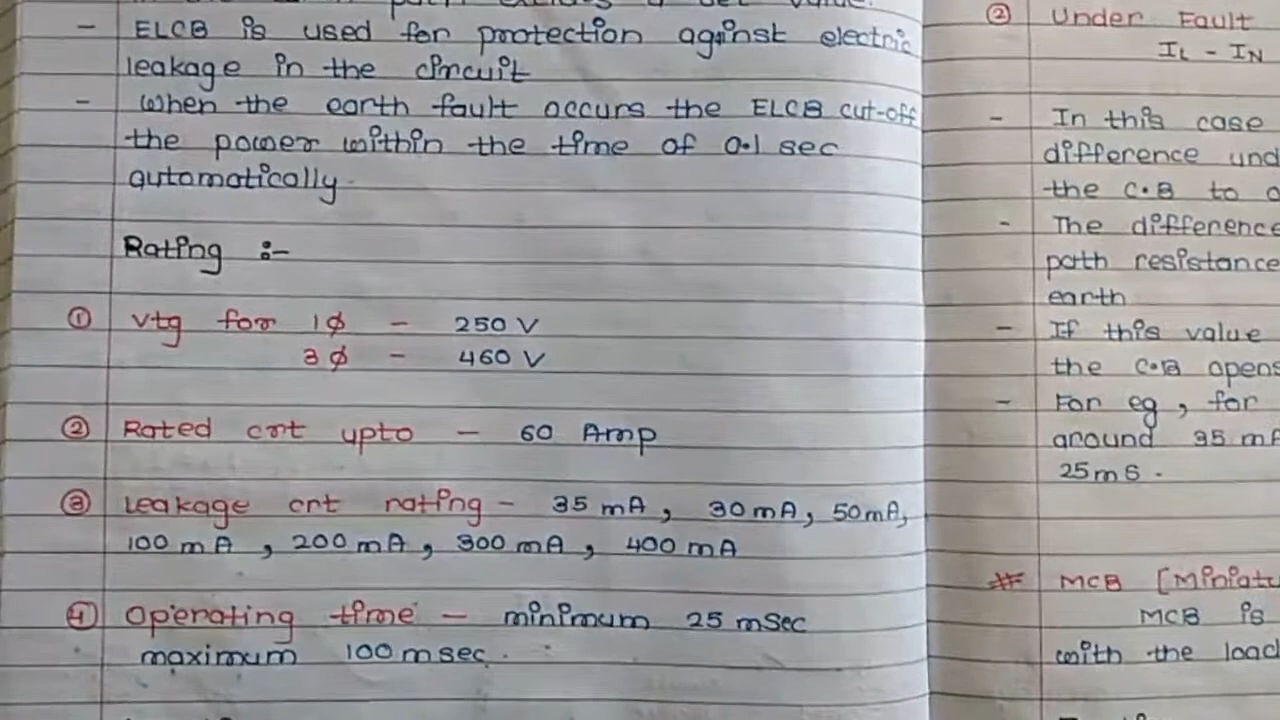 - ELCB is used for protection against electric
leakage in the circuit
- When the earth fault occurs the ELCB cut-off
the power within the time of 0.1 sec
automatically.
Rating :-
① Vtg for 1ϕ - 250 V
3ϕ - 460 V
② Rated crt upto - 60 Amp
③ Leakage crt rating - 35 mA, 30 mA, 50mA,
100 mA, 200 mA, 300 mA, 400 mA
④ Operating time - minimum 25 msec
maximum 100 msec.
② Under Fault
IL - IN
- In this case
difference und
the C.B to o
- The difference
path resistance
earth
- If this value
the C.B opens
- For eg, for
around 35 mA
25ms.
# MCB [Miniatu
MCB is
with the load